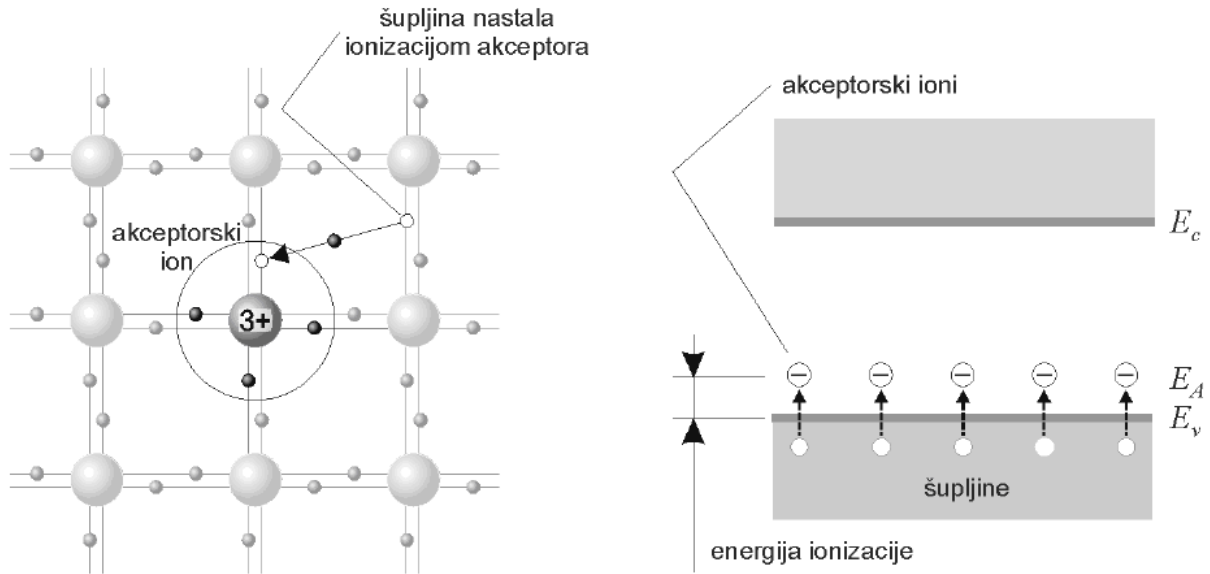 šupljina nastala
ionizacijom akceptora
akceptorski
ion
3+
akceptorski ioni
E_c
E_A
E_v
šupljine
energija ionizacije